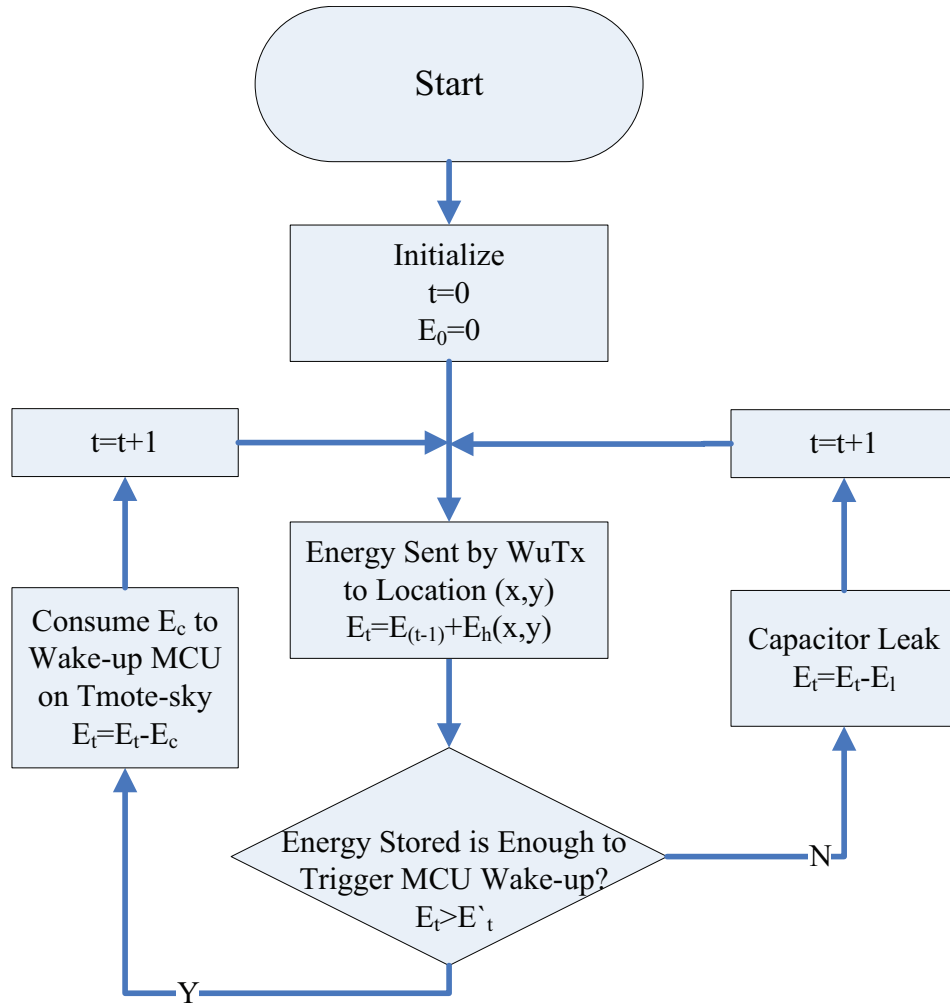 Start
Initialize
t=0
E₀=0
t=t+1
t=t+1
Energy Sent by WuTx
to Location (x,y)
Eₜ=E₍ₜ₋₁₎+Eₕ(x,y)
Consume E_c to
Wake-up MCU
on Tmote-sky
Eₜ=Eₜ-E_c
Capacitor Leak
Eₜ=Eₜ-Eₗ
Energy Stored is Enough to
Trigger MCU Wake-up?
Eₜ>E`ₜ
N
Y